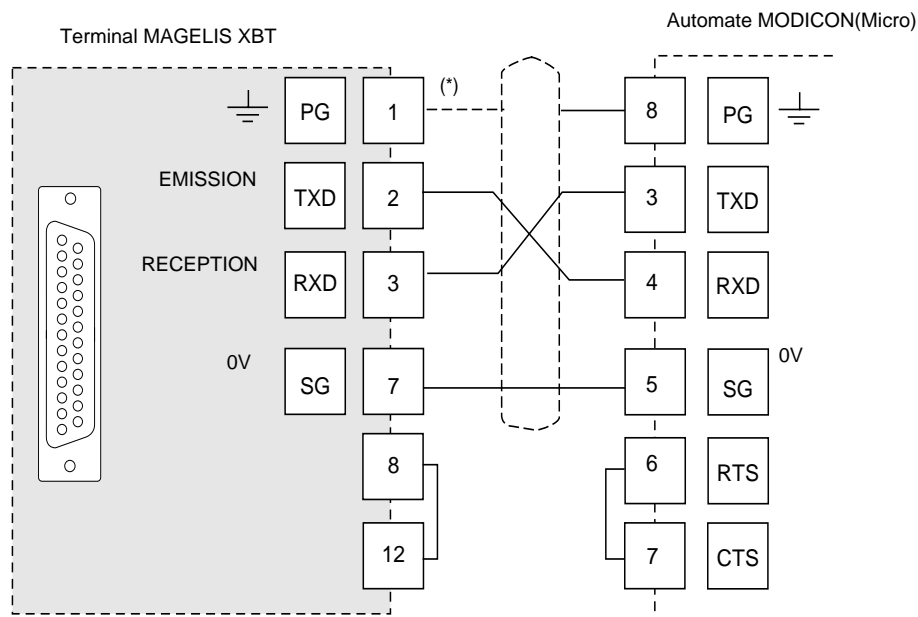 Automate MODICON(Micro)
Terminal MAGELIS XBT
PG 1 (*) 8 PG
EMISSION TXD 2 3 TXD
RECEPTION RXD 3 4 RXD
0V SG 7 5 SG 0V
8 6 RTS
12 7 CTS